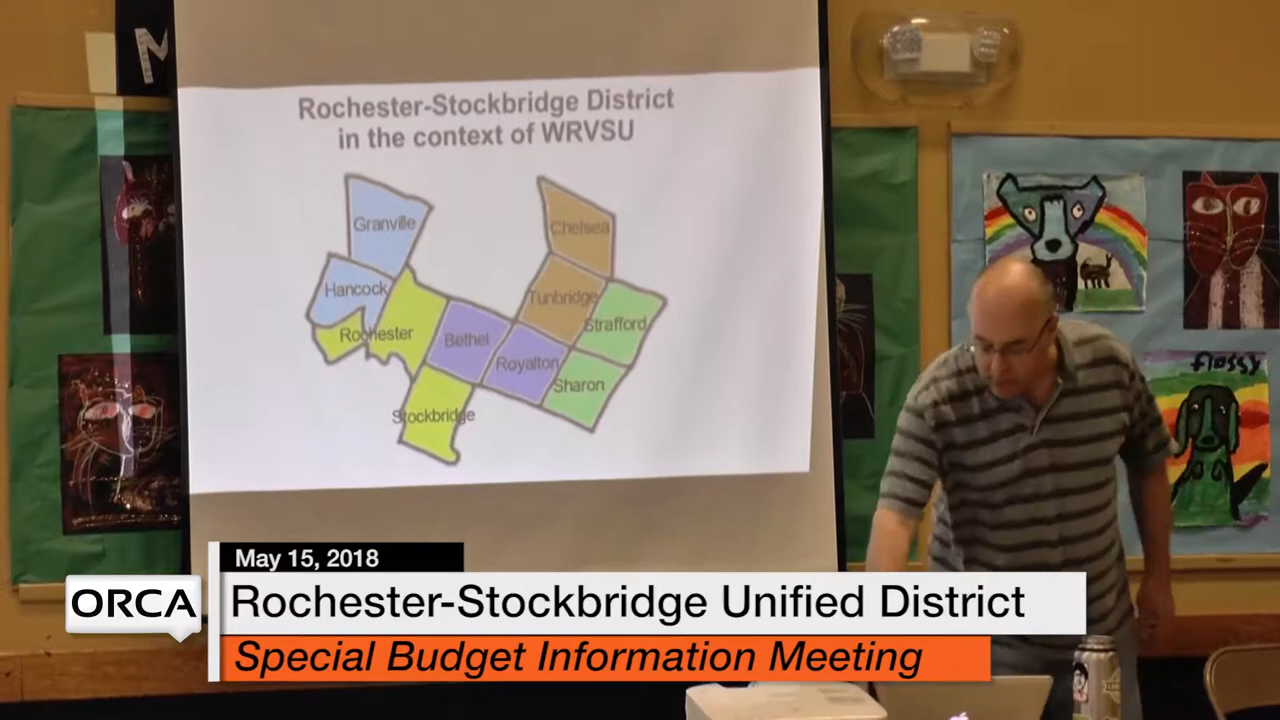 M
Rochester-Stockbridge District
in the context of WRVSU
Granville
Chelsea
Hancock
Tunbridge
Strafford
Rochester
Bethel
Royalton
Sharon
Stockbridge
flossy
May 15, 2018
ORCA
Rochester-Stockbridge Unified District
Special Budget Information Meeting